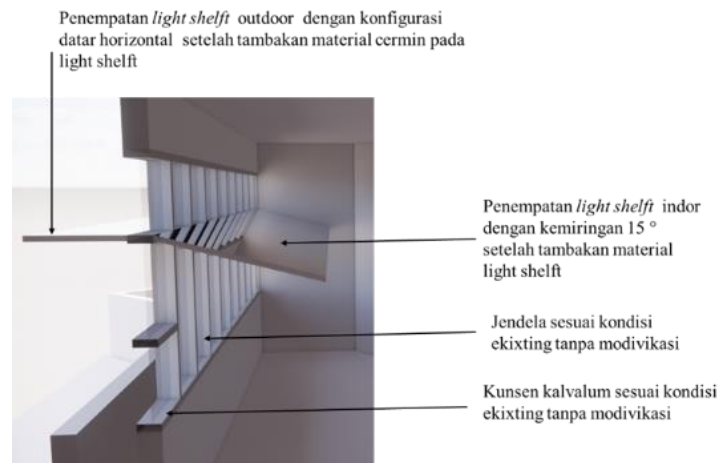 Penempatan light shelft outdoor dengan konfigurasi
datar horizontal setelah tambakan material cermin pada
light shelft
Penempatan light shelft indor
dengan kemiringan 15 °
setelah tambakan material
light shelft
Jendela sesuai kondisi
ekixting tanpa modivikasi
Kunsen kalvalum sesuai kondisi
ekixting tanpa modivikasi